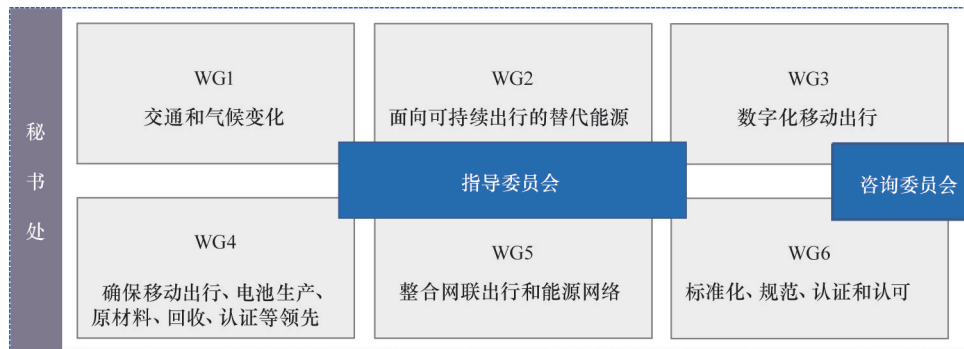 秘书处
WG1
交通和气候变化
WG2
面向可持续出行的替代能源
WG3
数字化移动出行
指导委员会
咨询委员会
WG4
确保移动出行、电池生产、
原材料、回收、认证等领先
WG5
整合网联出行和能源网络
WG6
标准化、规范、认证和认可